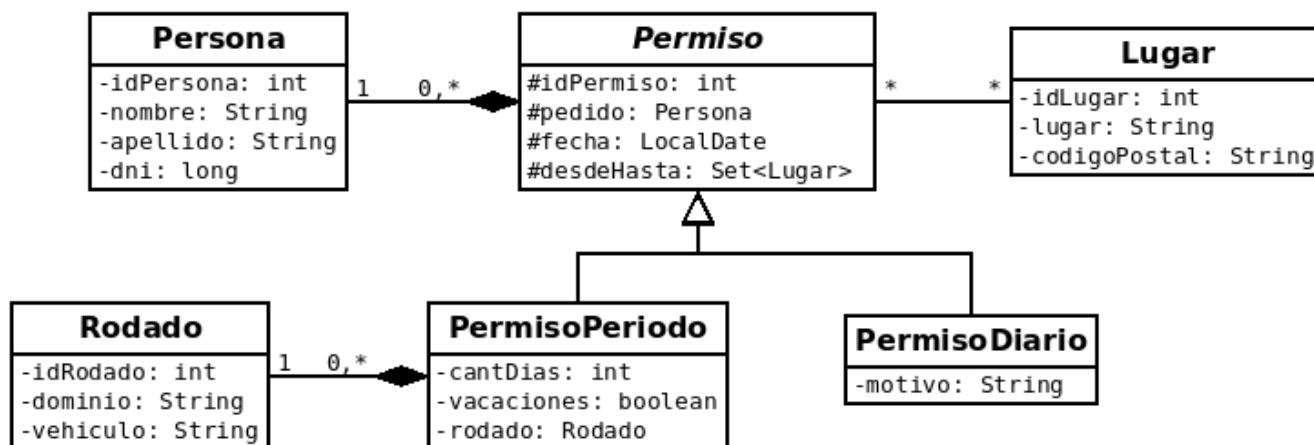 Persona
-idPersona: int
-nombre: String
-apellido: String
-dni: long
1 0,*
Permiso
#idPermiso: int
#pedido: Persona
#fecha: LocalDate
#desdeHasta: Set<Lugar>
* *
Lugar
-idLugar: int
-lugar: String
-codigoPostal: String
Rodado
-idRodado: int
-dominio: String
-vehiculo: String
1 0,*
PermisoPeriodo
-cantDias: int
-vacaciones: boolean
-rodado: Rodado
PermisoDiario
-motivo: String